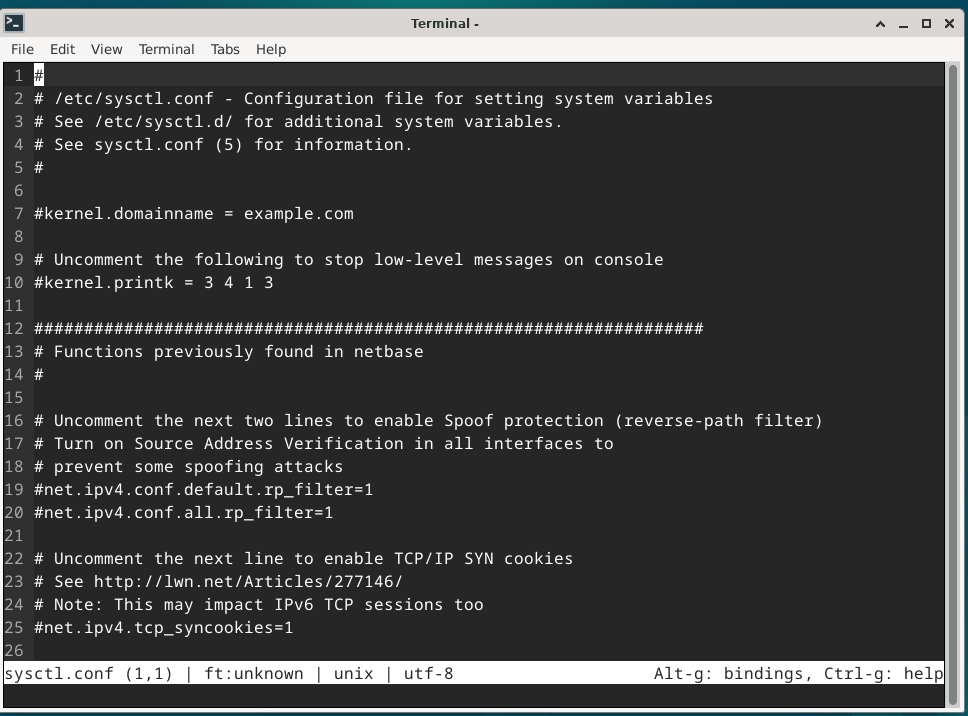 Terminal -
File Edit View Terminal Tabs Help
1 #
2 # /etc/sysctl.conf - Configuration file for setting system variables
3 # See /etc/sysctl.d/ for additional system variables.
4 # See sysctl.conf (5) for information.
5 #
6
7 #kernel.domainname = example.com
8
9 # Uncomment the following to stop low-level messages on console
10 #kernel.printk = 3 4 1 3
11
12 ###################################################################
13 # Functions previously found in netbase
14 #
15
16 # Uncomment the next two lines to enable Spoof protection (reverse-path filter)
17 # Turn on Source Address Verification in all interfaces to
18 # prevent some spoofing attacks
19 #net.ipv4.conf.default.rp_filter=1
20 #net.ipv4.conf.all.rp_filter=1
21
22 # Uncomment the next line to enable TCP/IP SYN cookies
23 # See http://lwn.net/Articles/277146/
24 # Note: This may impact IPv6 TCP sessions too
25 #net.ipv4.tcp_syncookies=1
26
sysctl.conf (1,1) | ft:unknown | unix | utf-8 Alt-g: bindings, Ctrl-g: help